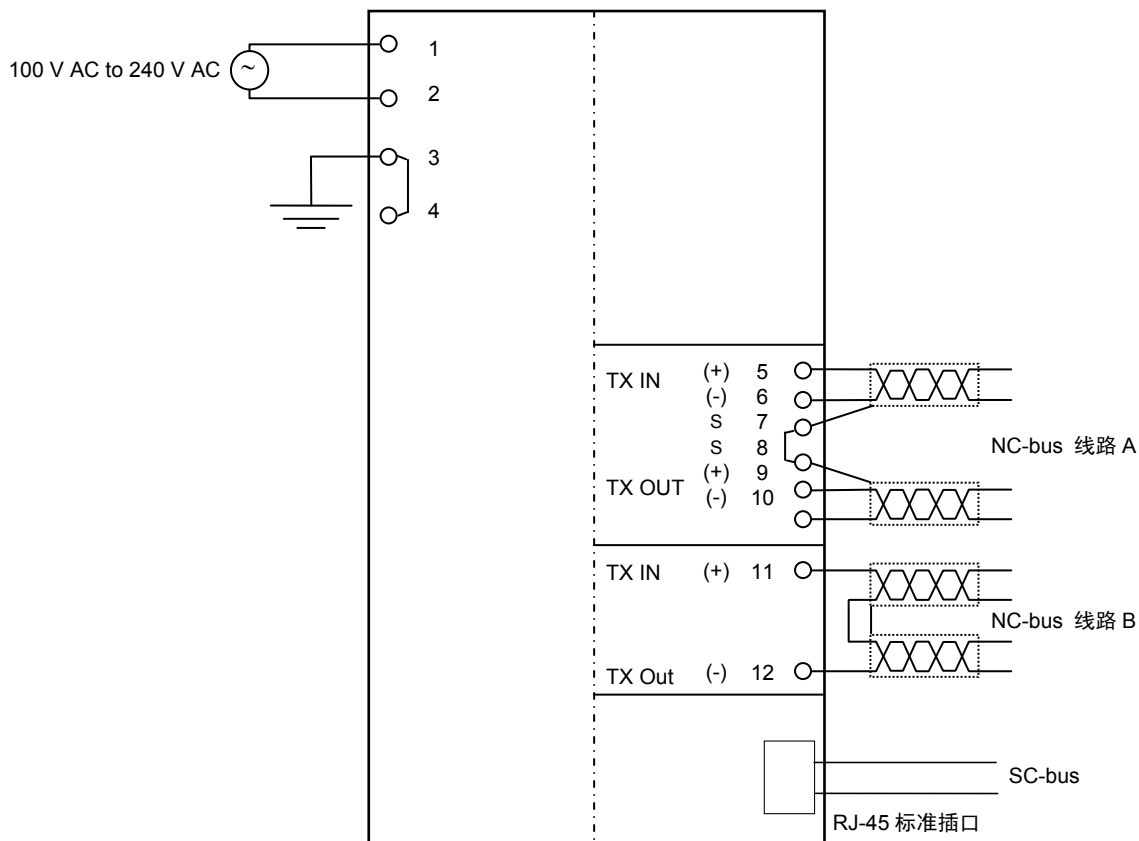 1
100 V AC to 240 V AC ~
2
3
4
TX IN (+) 5
(-) 6
S 7
S 8
NC-bus 线路 A
(+) 9
TX OUT (-) 10
TX IN (+) 11
NC-bus 线路 B
TX Out (-) 12
SC-bus
RJ-45 标准插口